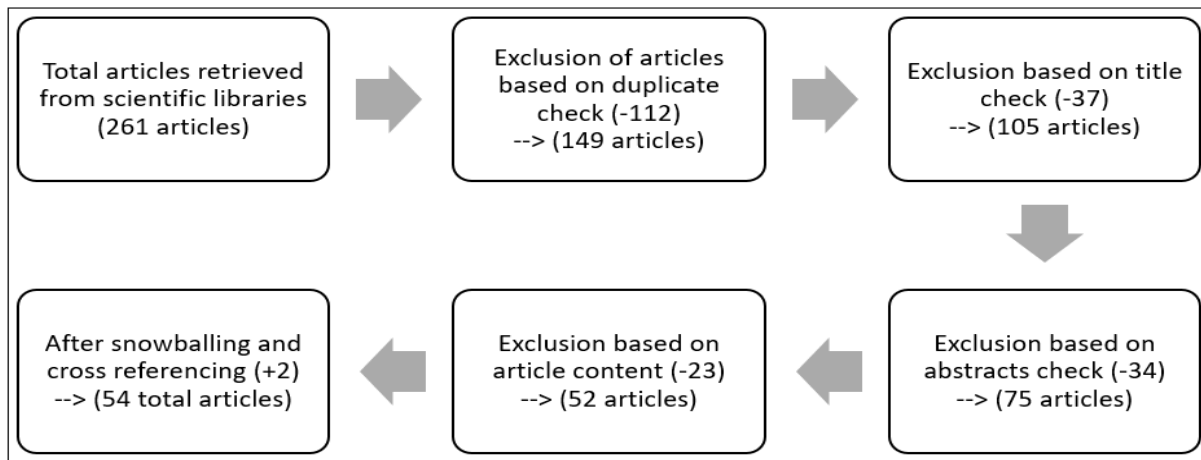 Total articles retrieved
from scientific libraries
(261 articles)
Exclusion of articles
based on duplicate
check (-112)
--> (149 articles)
Exclusion based on title
check (-37)
--> (105 articles)
Exclusion based on
abstracts check (-34)
--> (75 articles)
Exclusion based on
article content (-23)
--> (52 articles)
After snowballing and
cross referencing (+2)
--> (54 total articles)